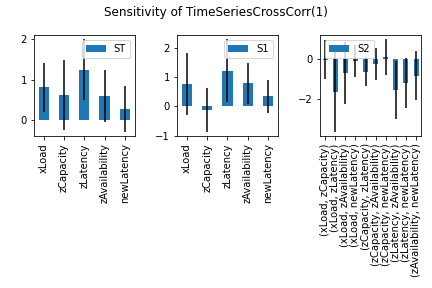 Sensitivity of TimeSeriesCrossCorr(1)
2
1
0
ST
xLoad
zCapacity
zLatency
zAvailability
newLatency
2
1
0
−1
S1
xLoad
zCapacity
zLatency
zAvailability
newLatency
0
−2
S2
(xLoad, zCapacity)
(xLoad, zLatency)
(xLoad, zAvailability)
(xLoad, newLatency)
(zCapacity, zLatency)
(zCapacity, zAvailability)
(zCapacity, newLatency)
(zLatency, zAvailability)
(zLatency, newLatency)
(zAvailability, newLatency)